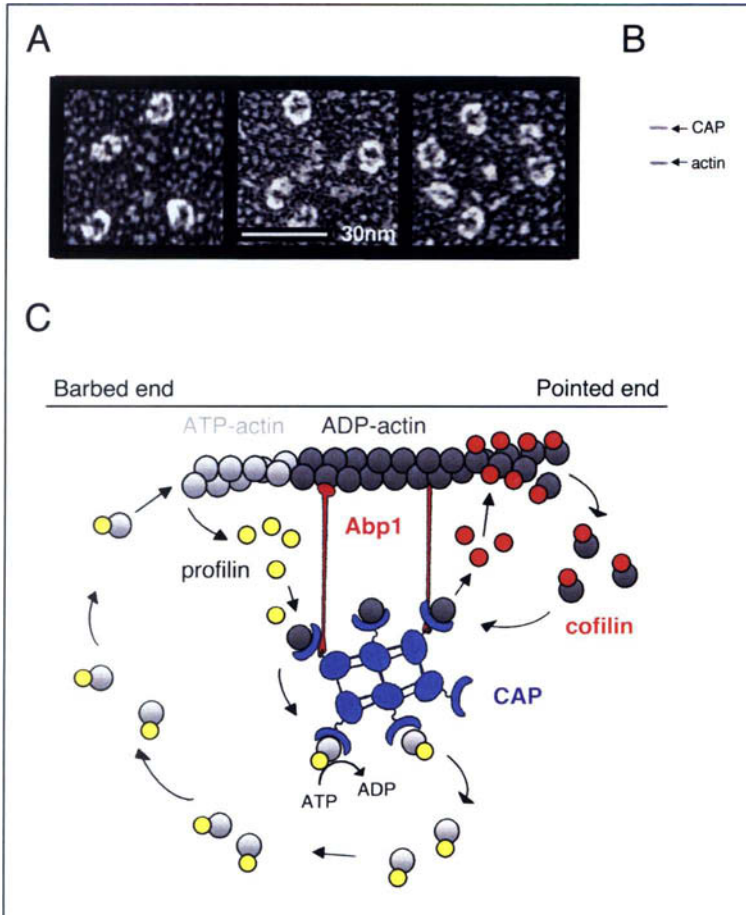 A
B
30nm
CAP
actin
C
Barbed end
Pointed end
ATP-actin
ADP-actin
Abp1
profilin
cofilin
CAP
ATP
ADP